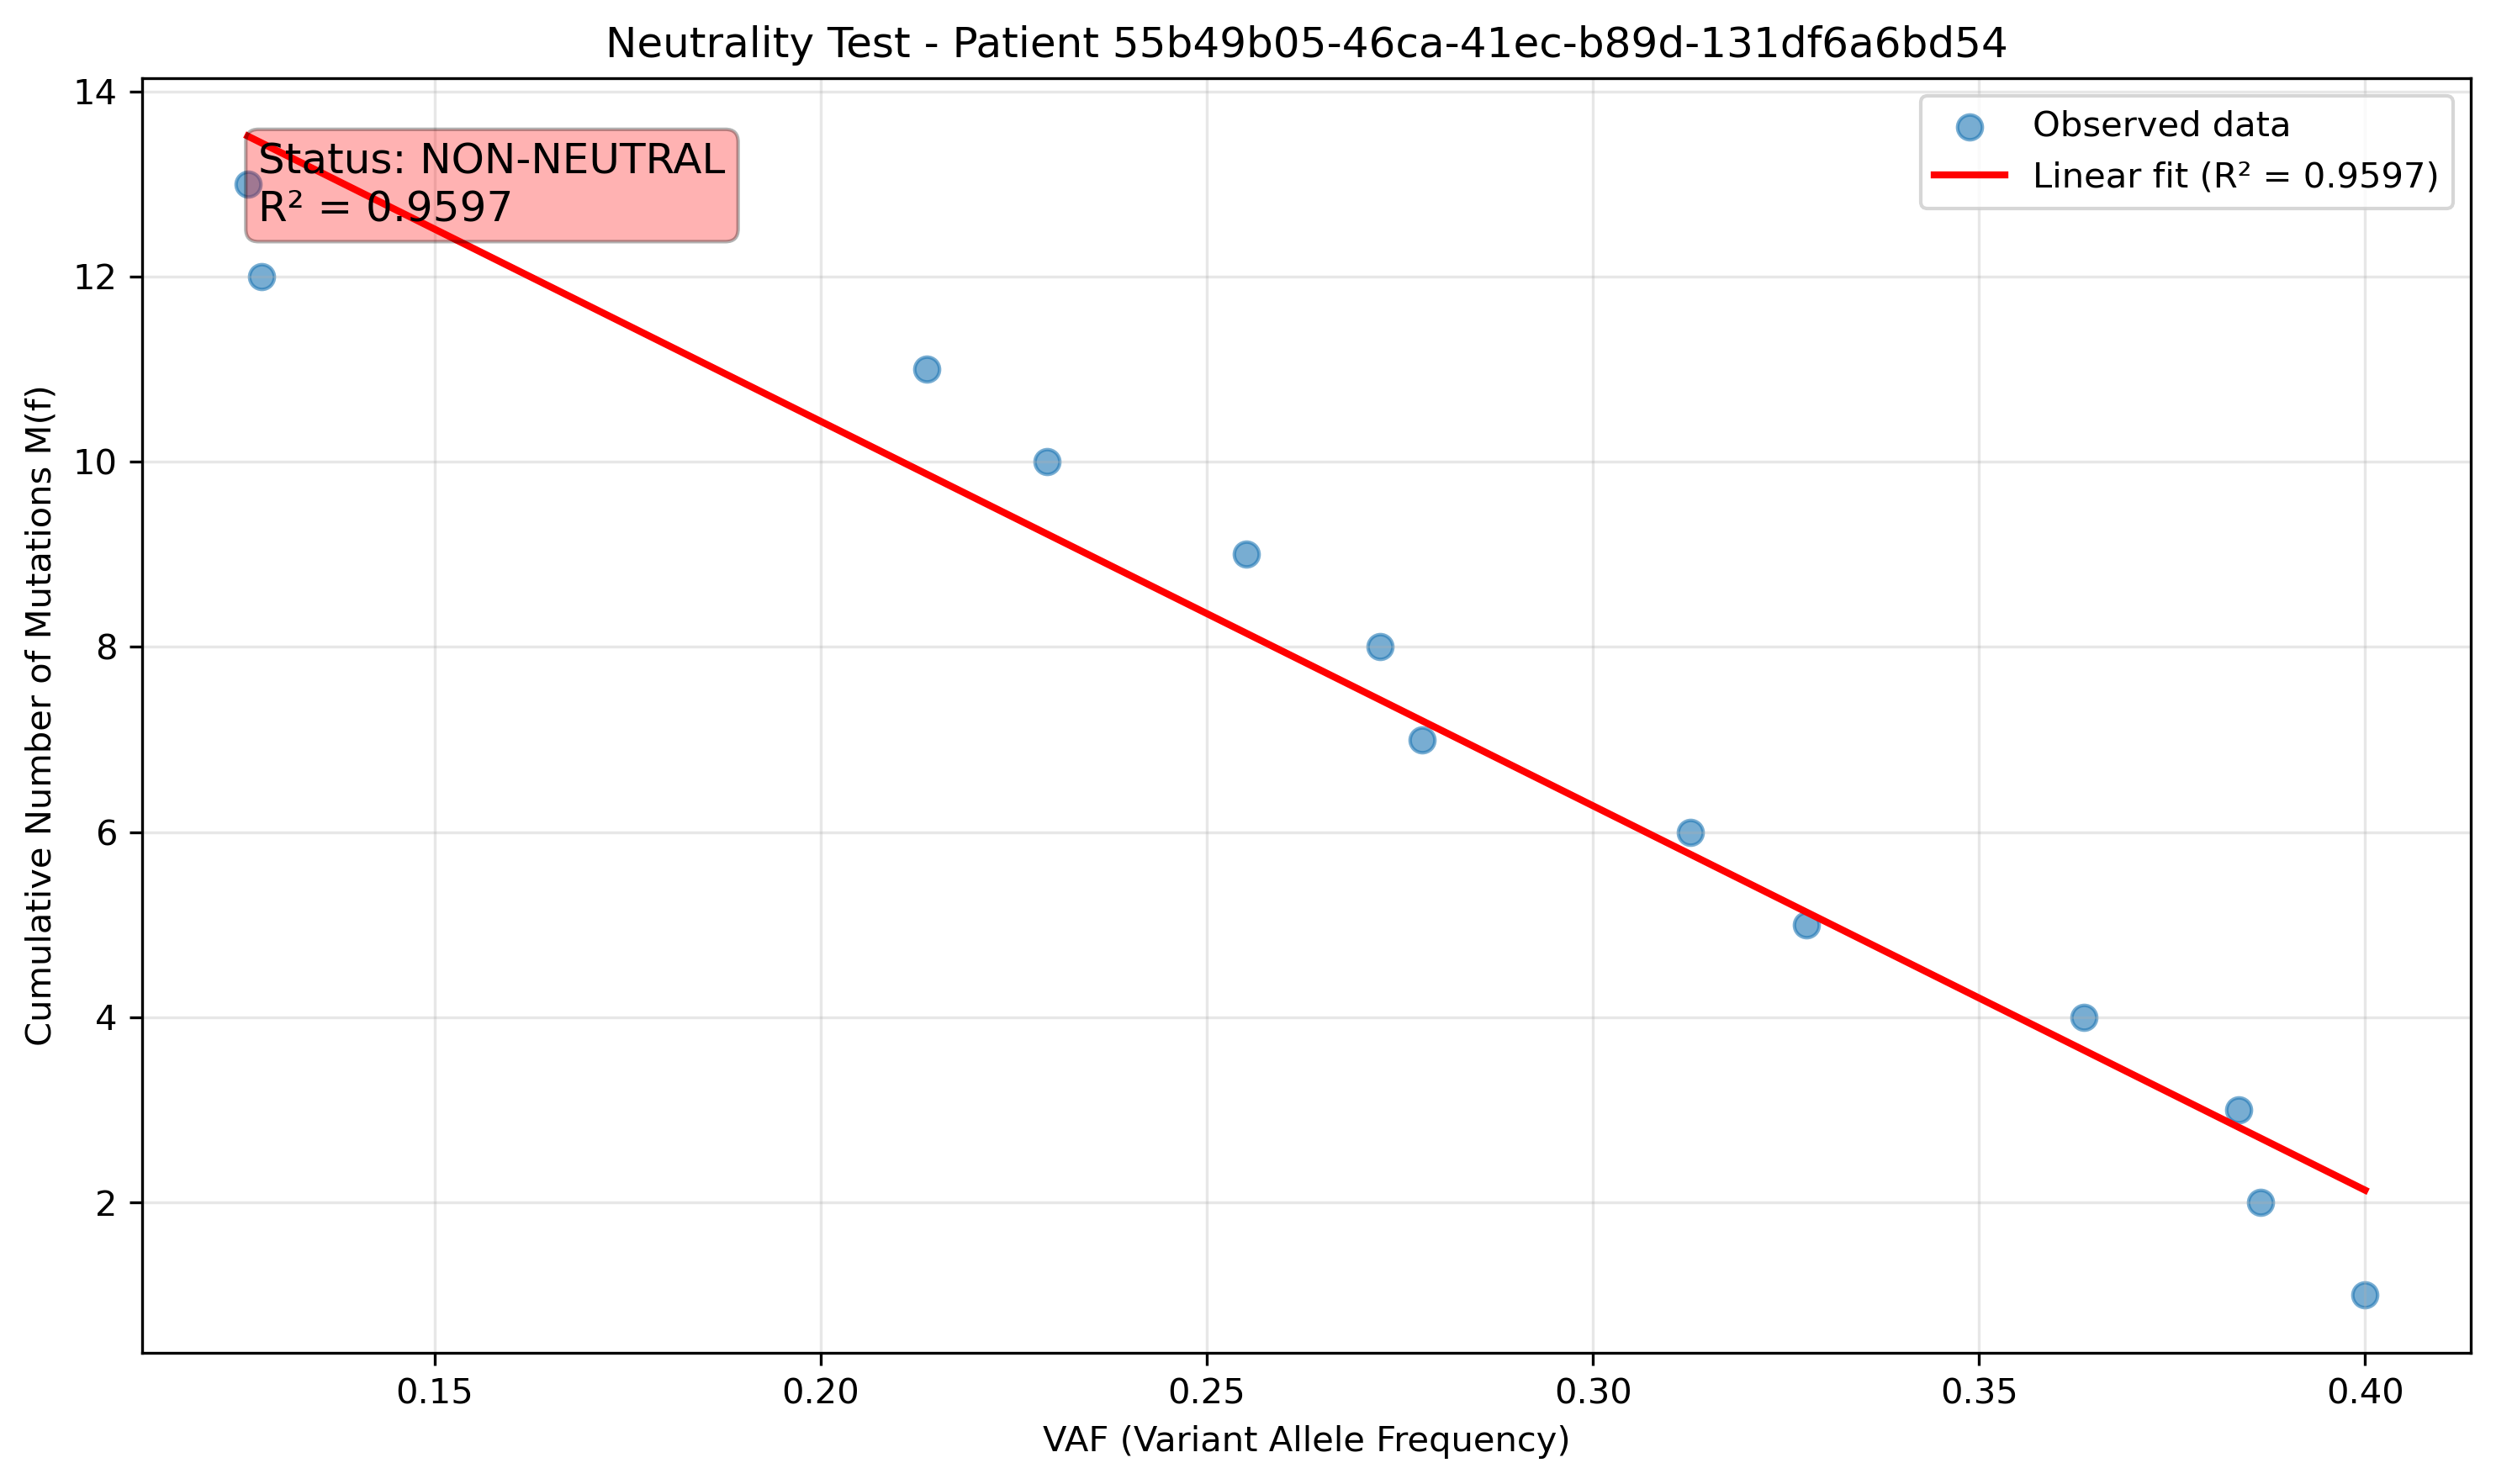 Neutrality Test - Patient 55b49b05-46ca-41ec-b89d-131df6a6bd54
14
12
10
8
6
4
2
Cumulative Number of Mutations M(f)
Status: NON-NEUTRAL
R² = 0.9597
Observed data
Linear fit (R² = 0.9597)
0.15
0.20
0.25
0.30
0.35
0.40
VAF (Variant Allele Frequency)